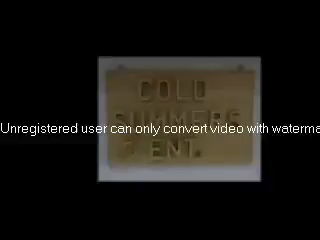 COLD
SUMMERS
Unregistered user can only convert video with waterma
ENT.